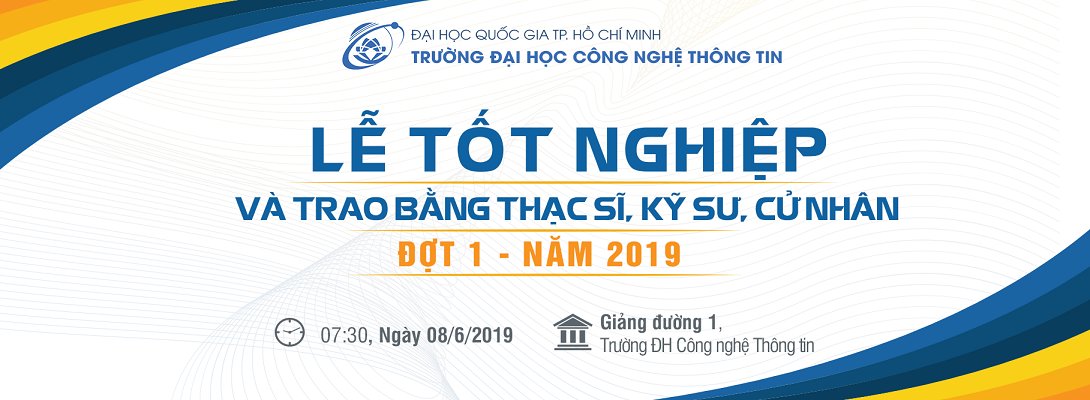 ĐẠI HỌC QUỐC GIA TP. HỒ CHÍ MINH
TRƯỜNG ĐẠI HỌC CÔNG NGHỆ THÔNG TIN
LỄ TỐT NGHIỆP
VÀ TRAO BẰNG THẠC SĨ, KỸ SƯ, CỬ NHÂN
ĐỢT 1 - NĂM 2019
07:30, Ngày 08/6/2019
Giảng đường 1,
Trường ĐH Công nghệ Thông tin